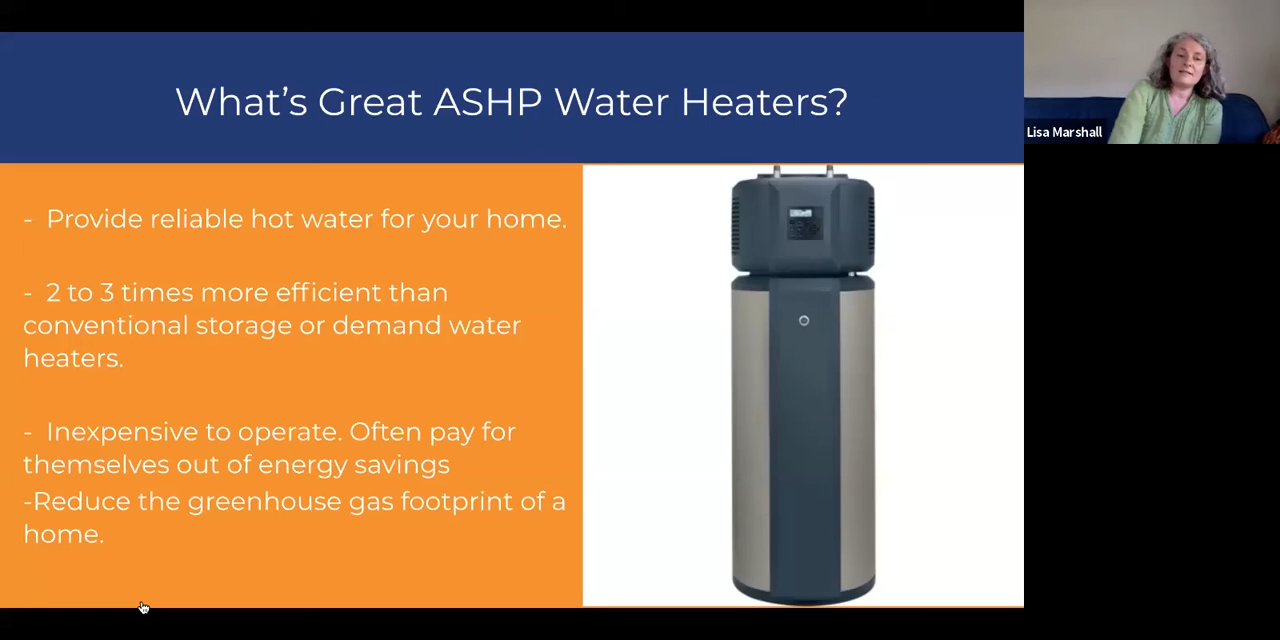 What's Great ASHP Water Heaters?
Lisa Marshall
- Provide reliable hot water for your home.
- 2 to 3 times more efficient than
conventional storage or demand water
heaters.
- Inexpensive to operate. Often pay for
themselves out of energy savings
-Reduce the greenhouse gas footprint of a
home.